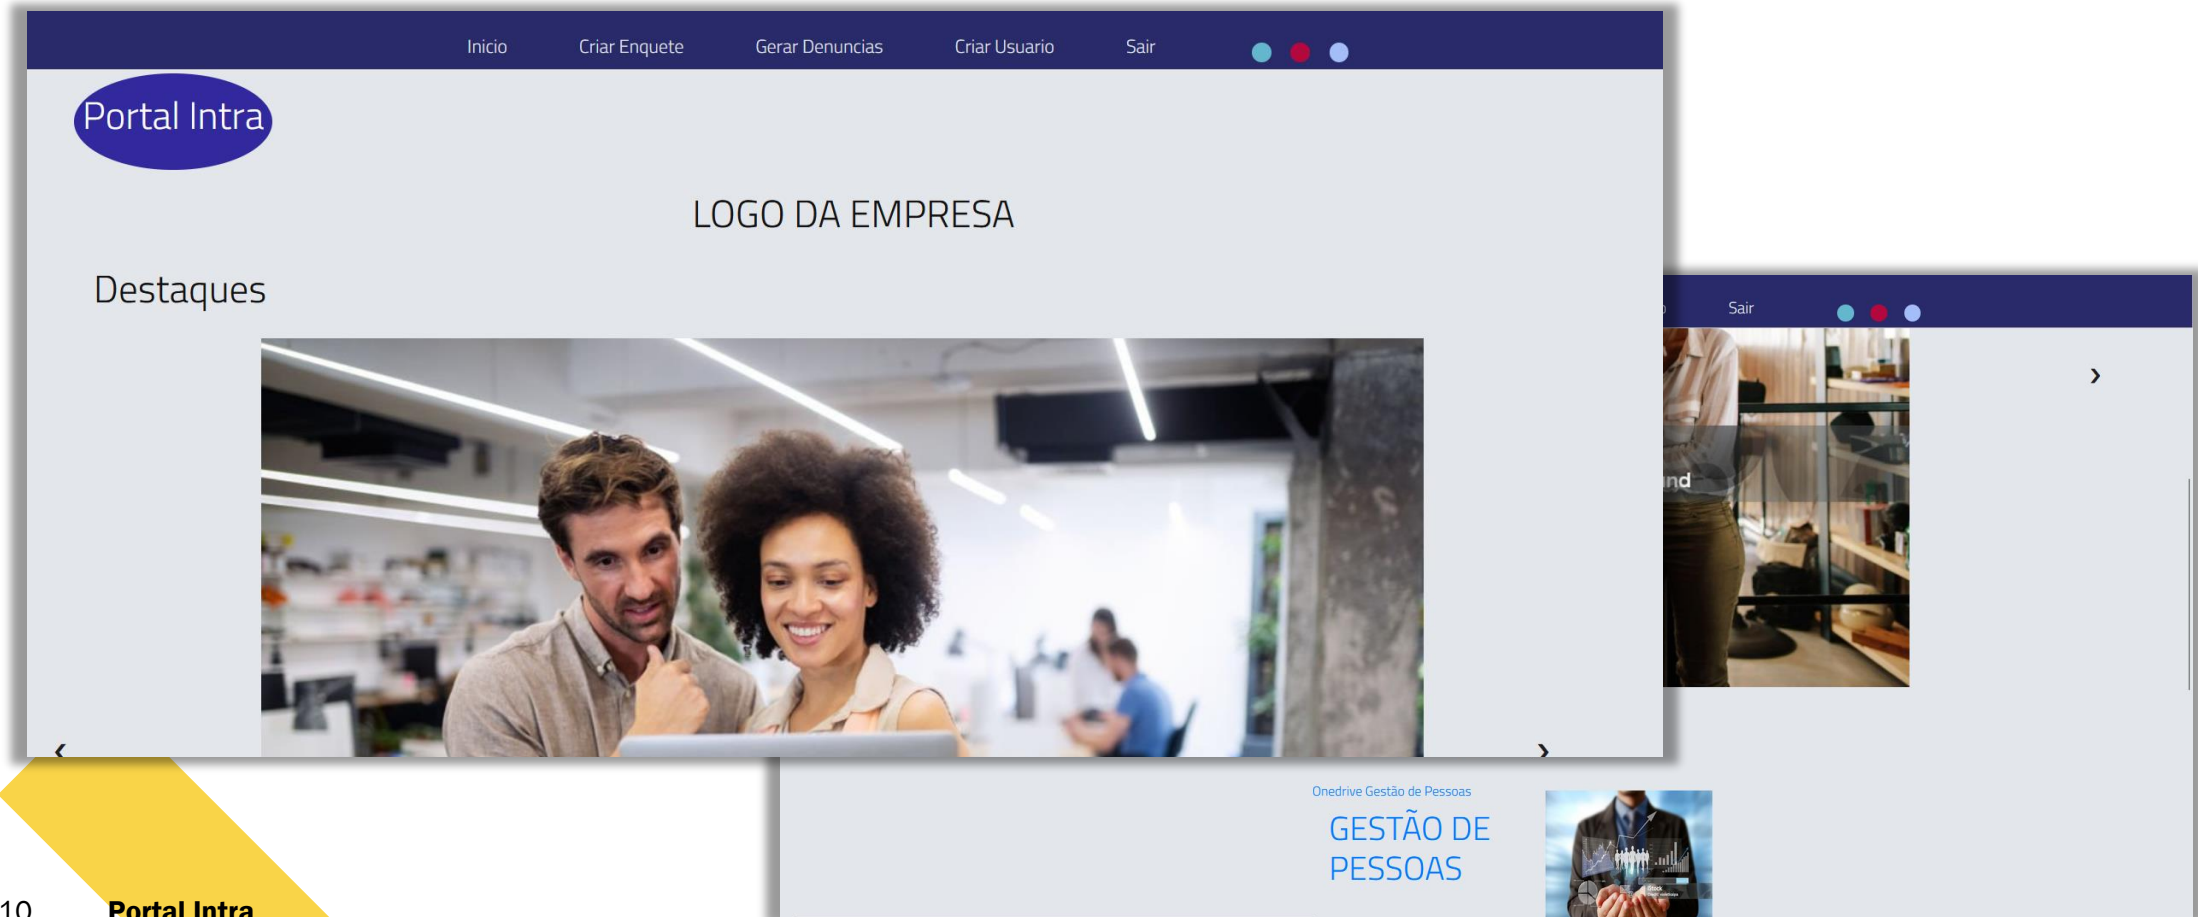 Inicio Criar Enquete Gerar Denuncias Criar Usuario Sair
Portal Intra
LOGO DA EMPRESA
Destaques
Sair
Onedrive Gestão de Pessoas
GESTÃO DE
PESSOAS
iStock
10 Portal Intra